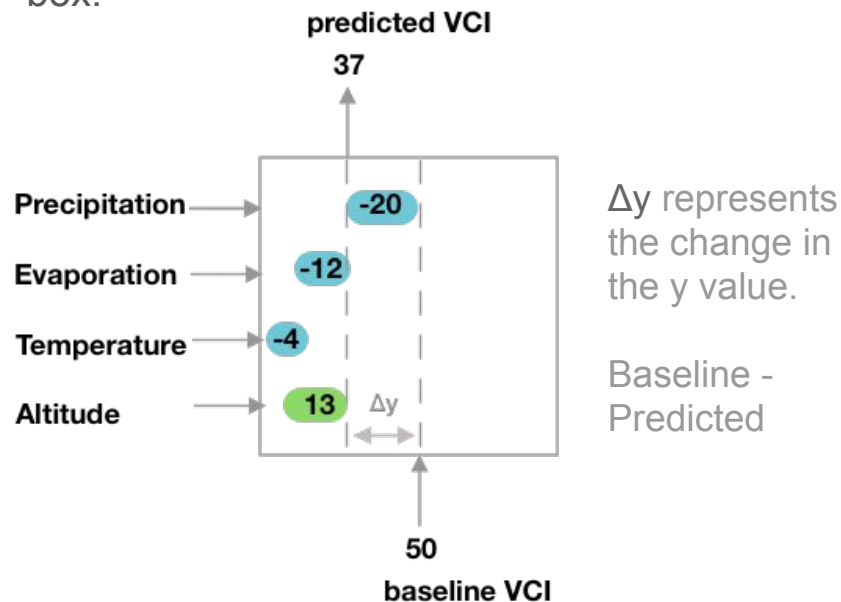 box.
predicted VCI
37
Precipitation
-20
Evaporation
-12
Temperature
-4
Altitude
13
Δy
50
baseline VCI
Δy represents
the change in
the y value.
Baseline -
Predicted